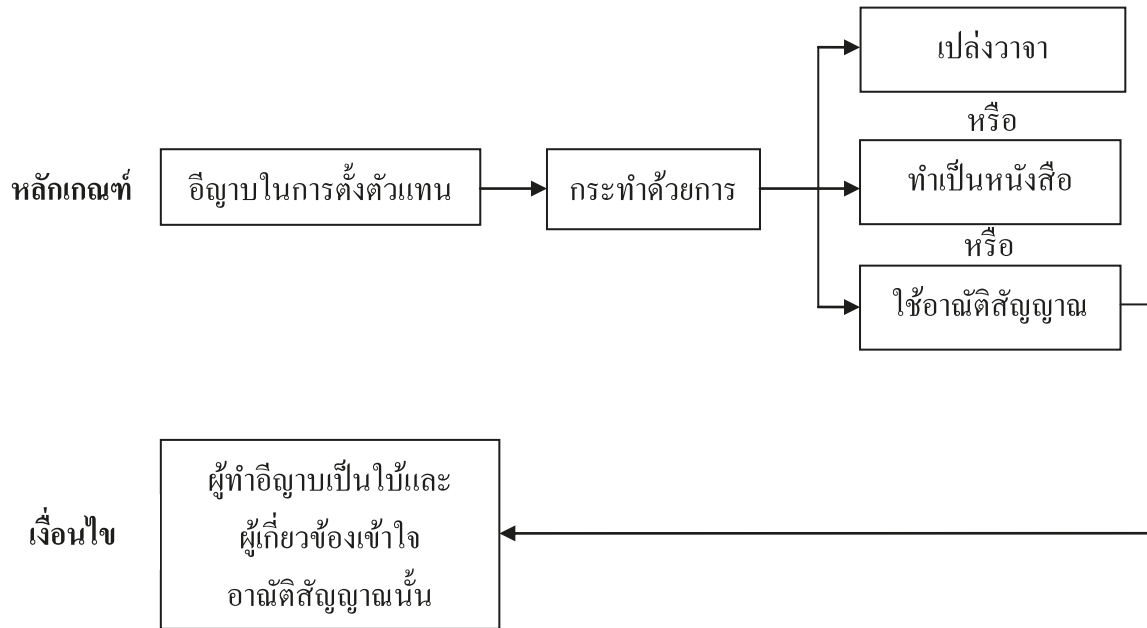 เปล่งวาจา
หรือ
หลักเกณฑ์ อีญาบในการตั้งตัวแทน กระทำด้วยการ ทำเป็นหนังสือ
หรือ
ใช้อาณัติสัญญาณ
ผู้ทำอีญาบเป็นใบ้และ
เงื่อนไข ผู้เกี่ยวข้องเข้าใจ
อาณัติสัญญาณนั้น